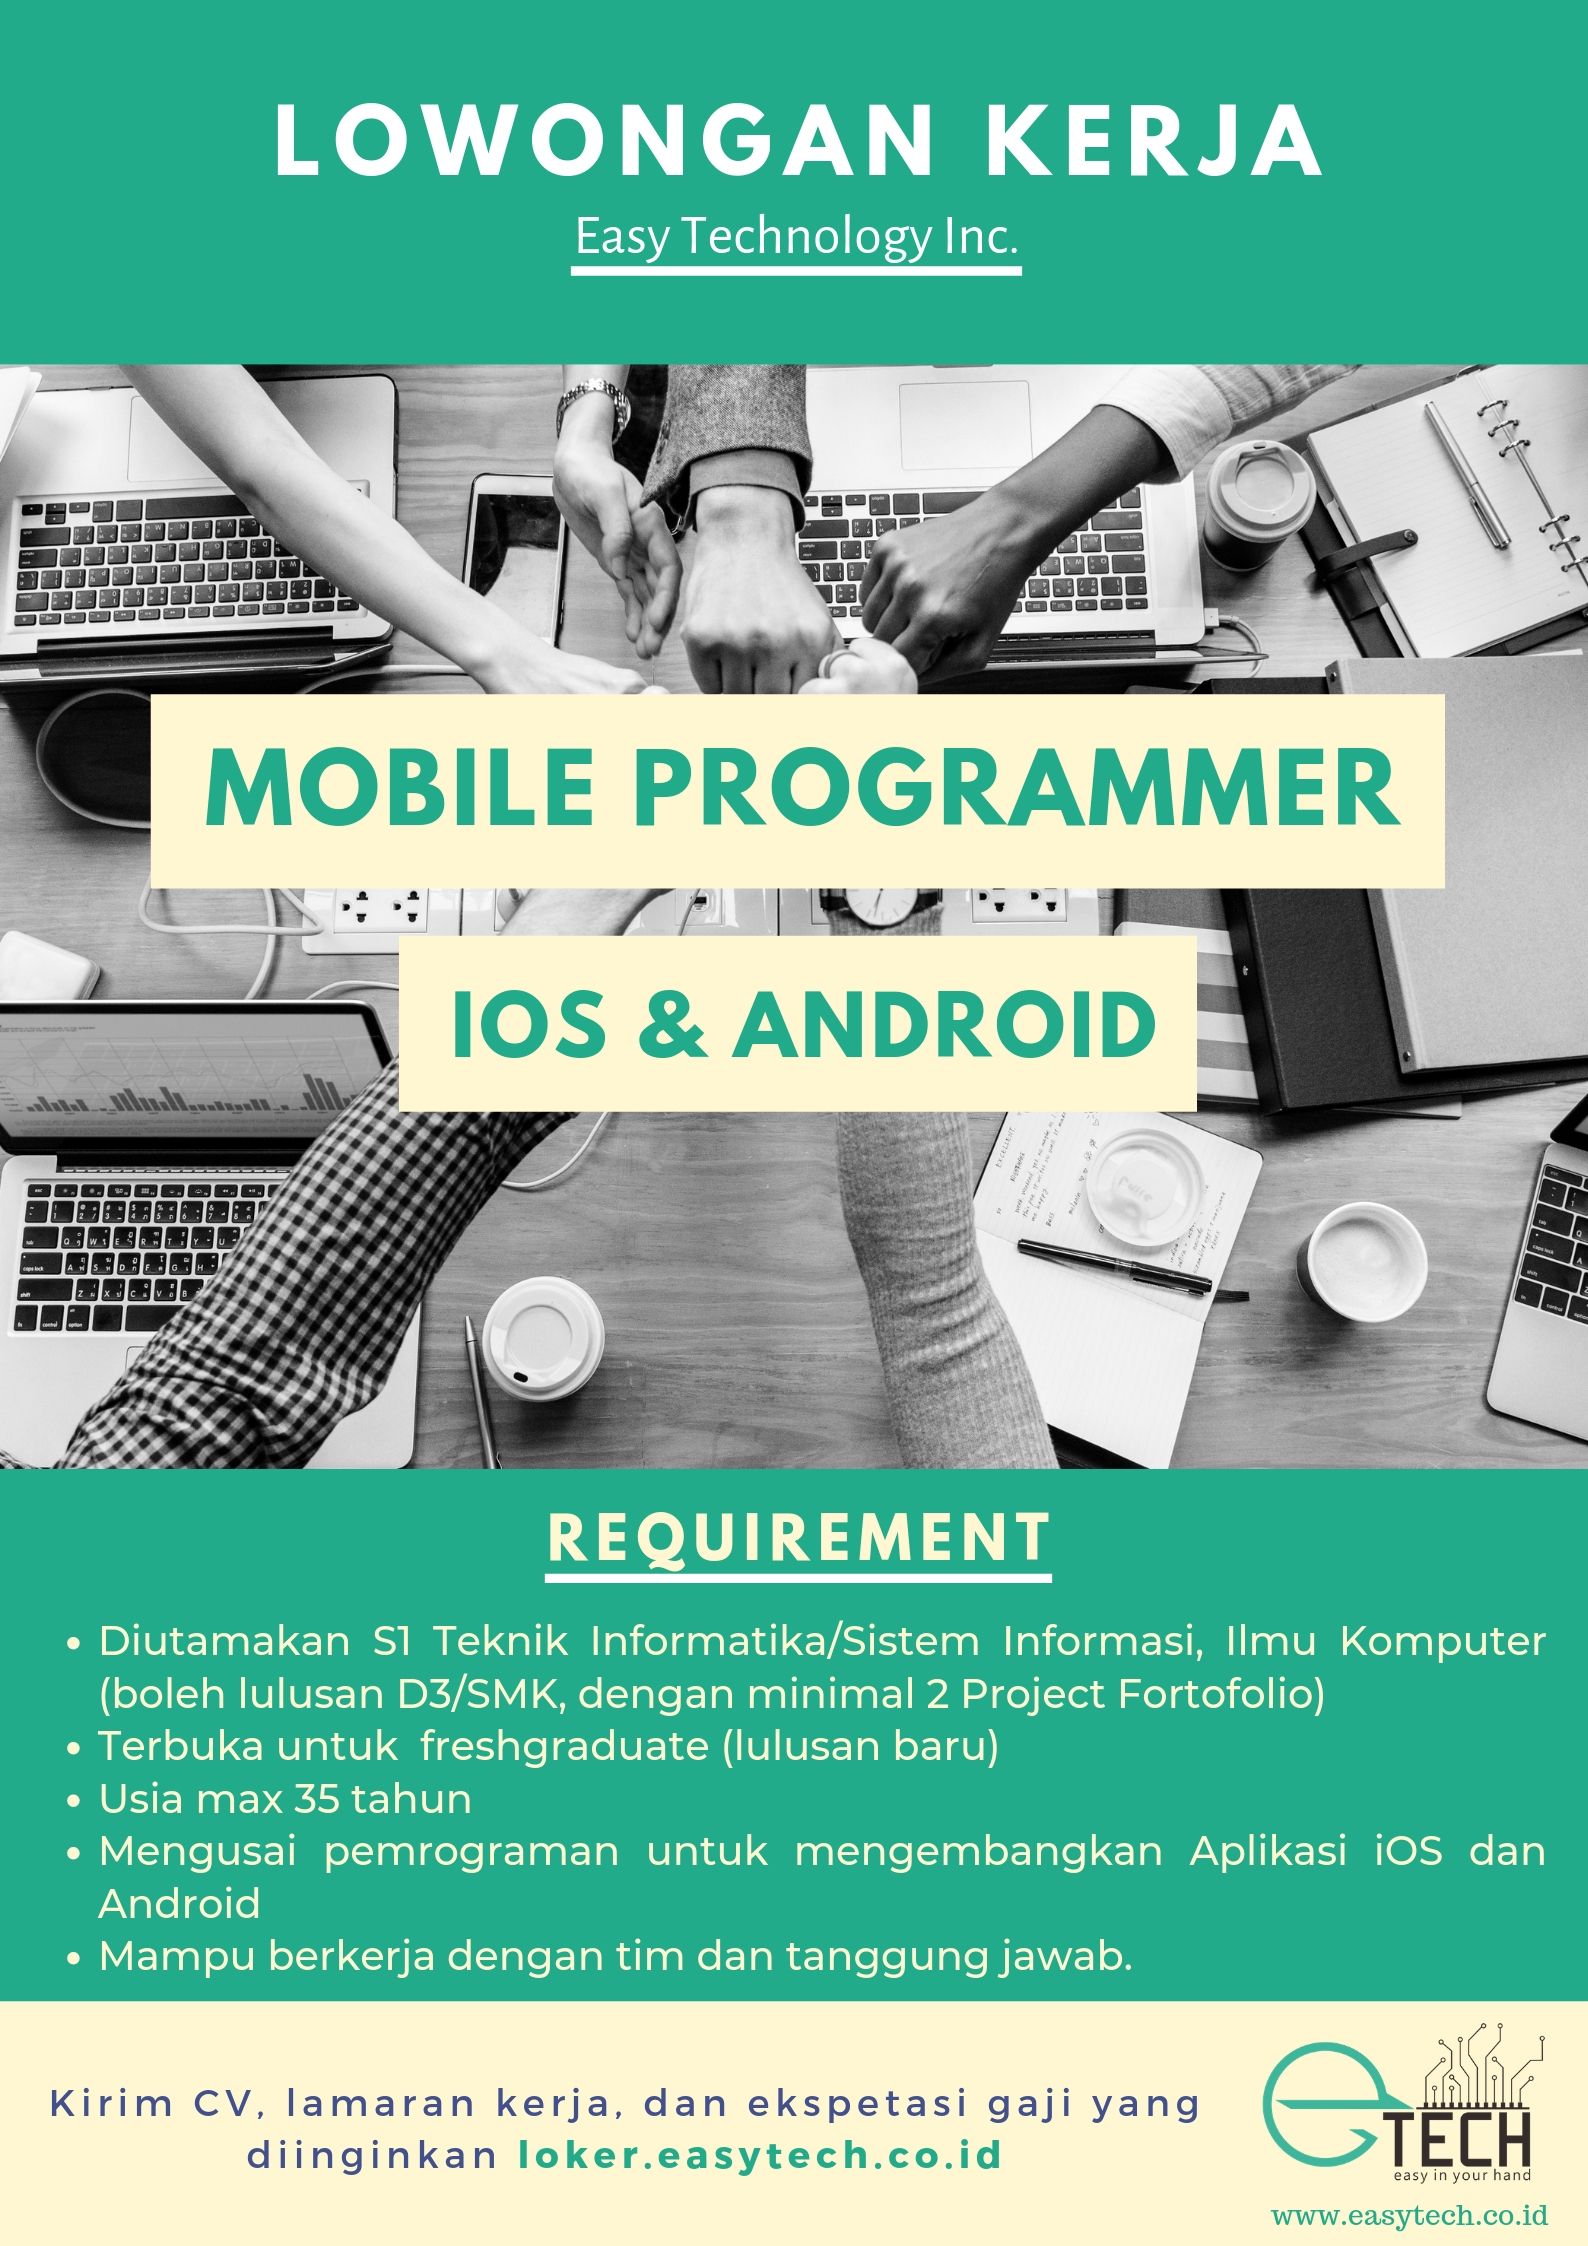 LOWONGAN KERJA
Easy Technology Inc.
MOBILE PROGRAMMER
IOS & ANDROID
REQUIREMENT
• Diutamakan S1 Teknik Informatika/Sistem Informasi, Ilmu Komputer
(boleh lulusan D3/SMK, dengan minimal 2 Project Fortofolio)
• Terbuka untuk freshgraduate (lulusan baru)
• Usia max 35 tahun
• Mengusai pemrograman untuk mengembangkan Aplikasi iOS dan
Android
• Mampu berkerja dengan tim dan tanggung jawab.
Kirim CV, lamaran kerja, dan ekspetasi gaji yang
diinginkan loker.easytech.co.id
eTECH
easy in your hand
www.easytech.co.id